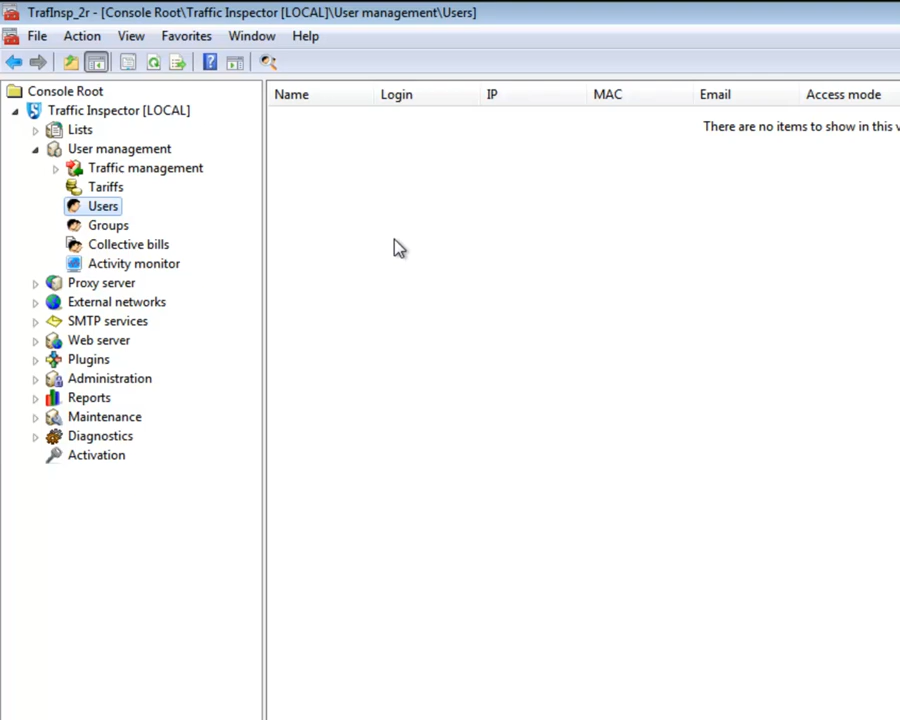 TrafInsp_2r - [Console Root\Traffic Inspector [LOCAL]\User management\Users]
File Action View Favorites Window Help
Console Root
Traffic Inspector [LOCAL]
Lists
User management
Traffic management
Tariffs
Users
Groups
Collective bills
Activity monitor
Proxy server
External networks
SMTP services
Web server
Plugins
Administration
Reports
Maintenance
Diagnostics
Activation
Name Login IP MAC Email Access mode
There are no items to show in this v